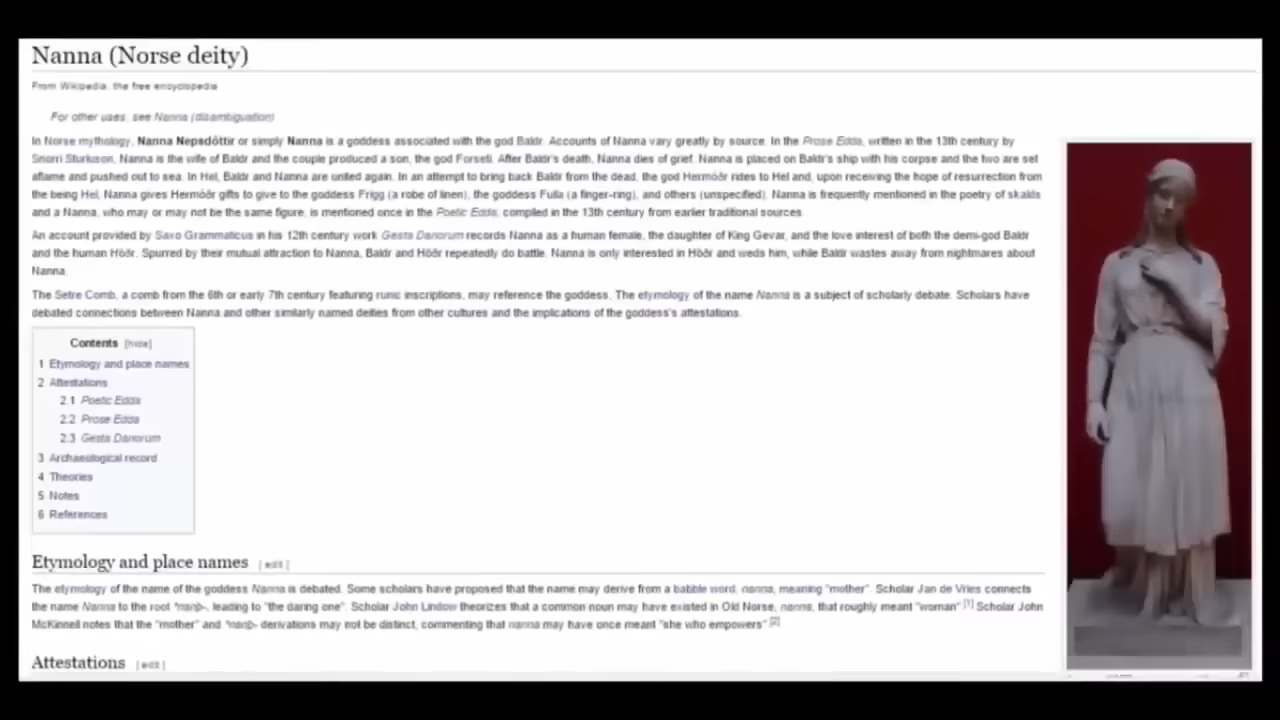 Nanna (Norse deity)
From Wikipedia, the free encyclopedia
For other uses, see Nanna (disambiguation)
In Norse mythology, Nanna Nepsdóttir or simply Nanna is a goddess associated with the god Baldr. Accounts of Nanna vary greatly by source. In the Prose Edda, written in the 13th century by
Snorri Sturluson, Nanna is the wife of Baldr and the couple produced a son, the god Forseti. After Baldr's death, Nanna dies of grief. Nanna is placed on Baldr's ship with his corpse and the two are set
aflame and pushed out to sea. In Hel, Baldr and Nanna are united again. In an attempt to bring back Baldr from the dead, the god Hermóðr rides to Hel and, upon receiving the hope of resurrection from
the being Hel, Nanna gives Hermóðr gifts to give to the goddess Frigg (a robe of linen), the goddess Fulla (a finger-ring), and others (unspecified). Nanna is frequently mentioned in the poetry of skalds
and a Nanna, who may or may not be the same figure, is mentioned once in the Poetic Edda, compiled in the 13th century from earlier traditional sources.
An account provided by Saxo Grammaticus in his 12th century work Gesta Danorum records Nanna as a human female, the daughter of King Gevar, and the love interest of both the demi-god Baldr
and the human Höðr. Spurred by their mutual attraction to Nanna, Baldr and Höðr repeatedly do battle. Nanna is only interested in Höðr and weds him, while Baldr wastes away from nightmares about
Nanna.
The Setre Comb, a comb from the 6th or early 7th century featuring runic inscriptions, may reference the goddess. The etymology of the name Nanna is a subject of scholarly debate. Scholars have
debated connections between Nanna and other similarly named deities from other cultures and the implications of the goddess's attestations.
Contents [hide]
1 Etymology and place names
2 Attestations
2.1 Poetic Edda
2.2 Prose Edda
2.3 Gesta Danorum
3 Archaeological record
4 Theories
5 Notes
6 References
Etymology and place names [edit]
The etymology of the name of the goddess Nanna is debated. Some scholars have proposed that the name may derive from a babble word, nanna, meaning "mother". Scholar Jan de Vries connects
the name Nanna to the root *nanþ-, leading to "the daring one". Scholar John Lindow theorizes that a common noun may have existed in Old Norse, nanna, that roughly meant "woman".[1] Scholar John
McKinnell notes that the "mother" and *nanþ- derivations may not be distinct, commenting that nanna may have once meant "she who empowers".[2]
Attestations [edit]